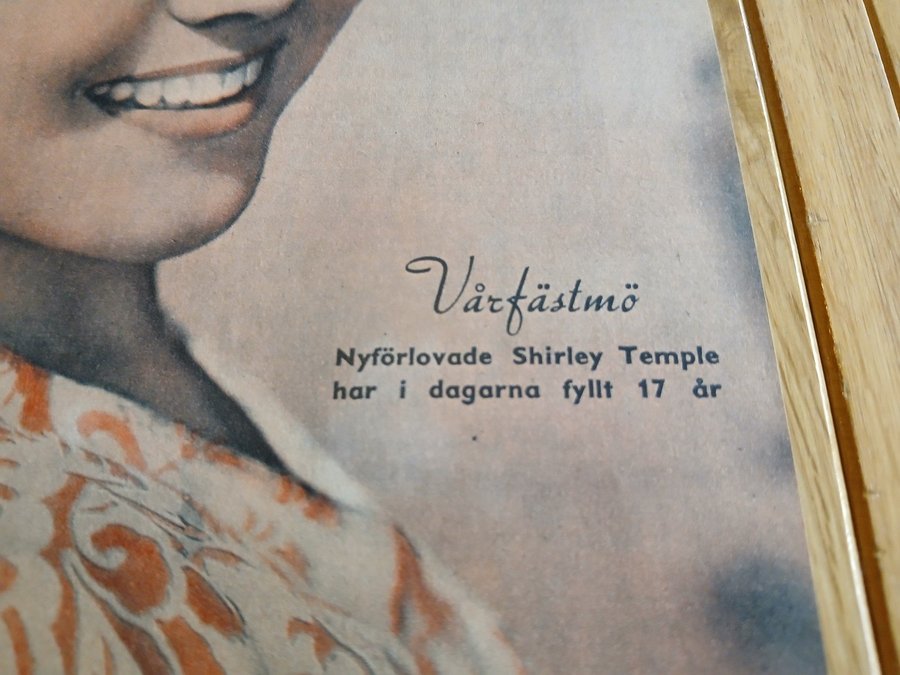 Vårfästmö
Nyförlovade Shirley Temple
har i dagarna fyllt 17 år